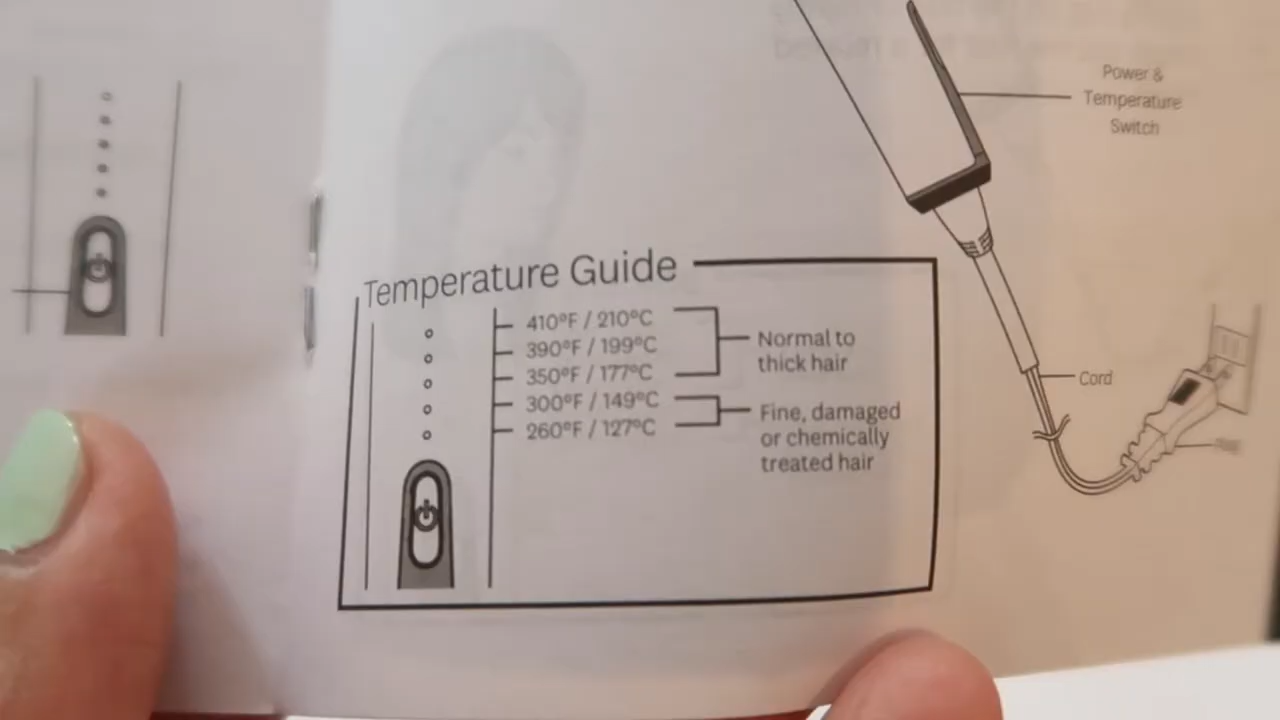 Power &
Temperature
Switch
Temperature Guide
410°F / 210°C
390°F / 199°C
350°F / 177°C
300°F / 149°C
260°F / 127°C
Normal to
thick hair
Fine, damaged
or chemically
treated hair
Cord